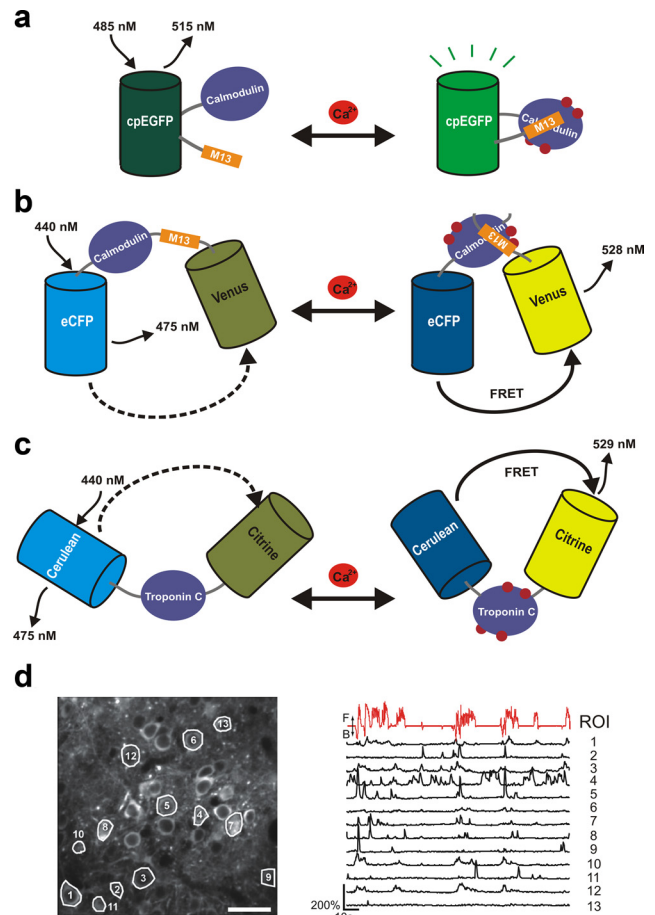 a
485 nM 515 nM
cpEGFP Calmodulin M13
Ca²⁺
cpEGFP Calmodulin M13
b
440 nM
Calmodulin M13
eCFP Venus
475 nM
Ca²⁺
Calmodulin M13
eCFP Venus
528 nM
FRET
c
440 nM
Cerulean Citrine
Troponin C
475 nM
Ca²⁺
FRET
529 nM
Cerulean Citrine
Troponin C
d
13
6
12
5
4
7
8
10
3
9
2
1
11
F
B
ROI
1
2
3
4
5
6
7
8
9
10
11
12
13
200%